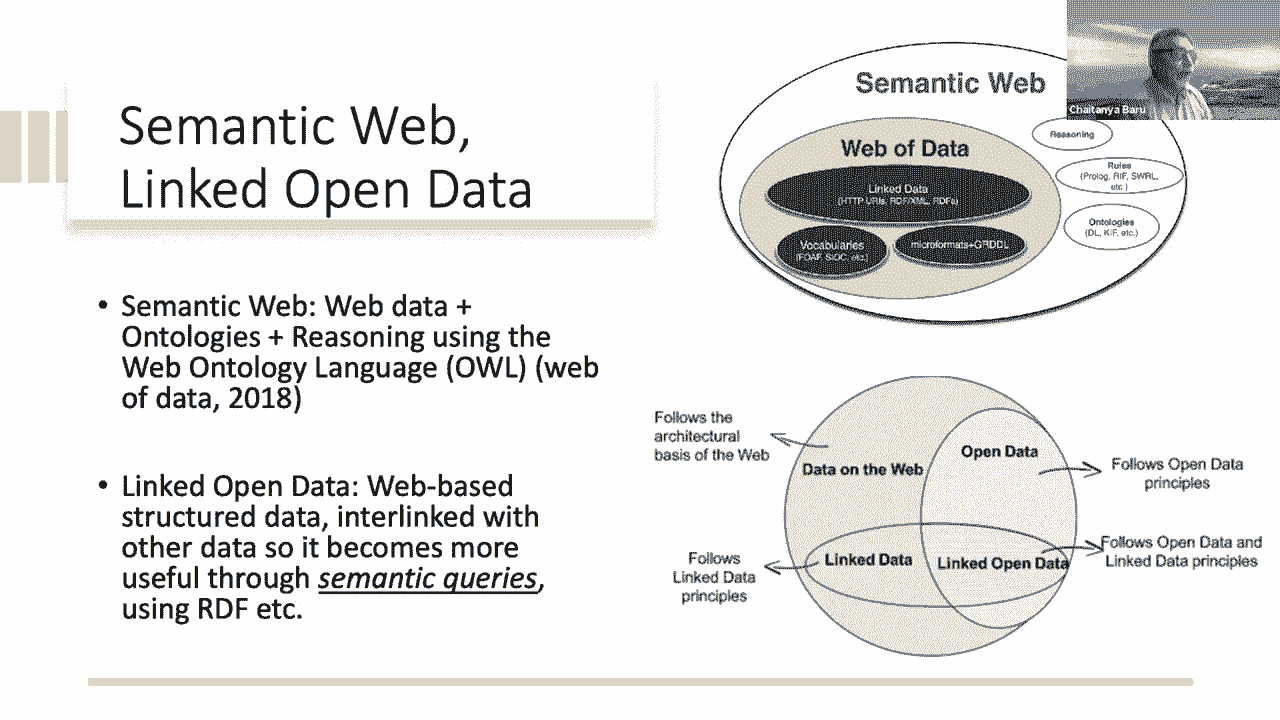 Semantic Web,
Linked Open Data
• Semantic Web: Web data +
Ontologies + Reasoning using the
Web Ontology Language (OWL) (web
of data, 2018)
• Linked Open Data: Web-based
structured data, interlinked with
other data so it becomes more
useful through semantic queries,
using RDF etc.
Semantic Web
Web of Data
Linked Data
(HTTP URIs, RDF/XML, RDFa)
Vocabularies
(FOAF, SIOC, etc.)
microformats+GRDDL
Reasoning
Rules
(Prolog, RIF, SWRL,
etc.)
Ontologies
(DL, KIF, etc.)
Chaitanya Baru
Follows the
architectural
basis of the Web
Data on the Web
Open Data
Follows Open Data
principles
Follows
Linked Data
principles
Linked Data
Linked Open Data
Follows Open Data and
Linked Data principles